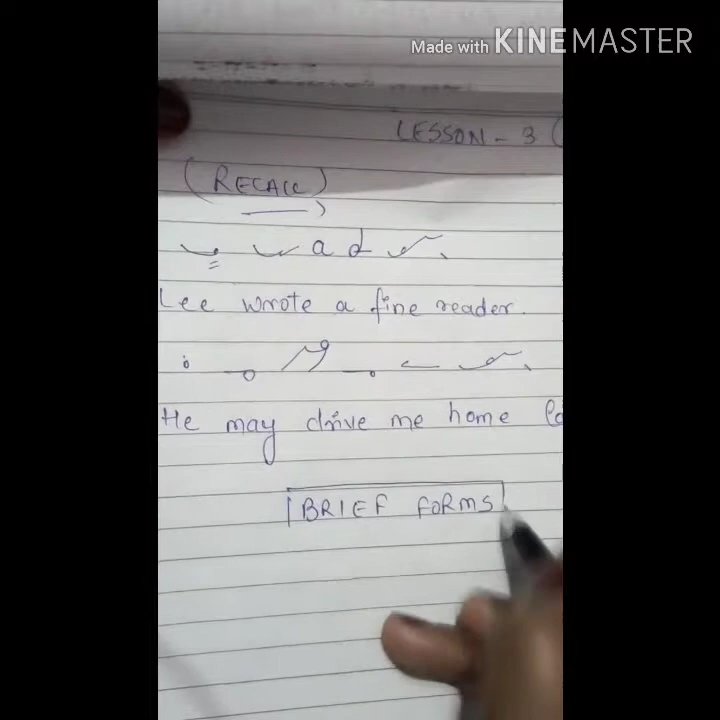 Made with KINEMASTER
LESSON - 3 (
(RECALL)
Lee wrote a fine reader.
He may drive me home
BRIEF FORMS